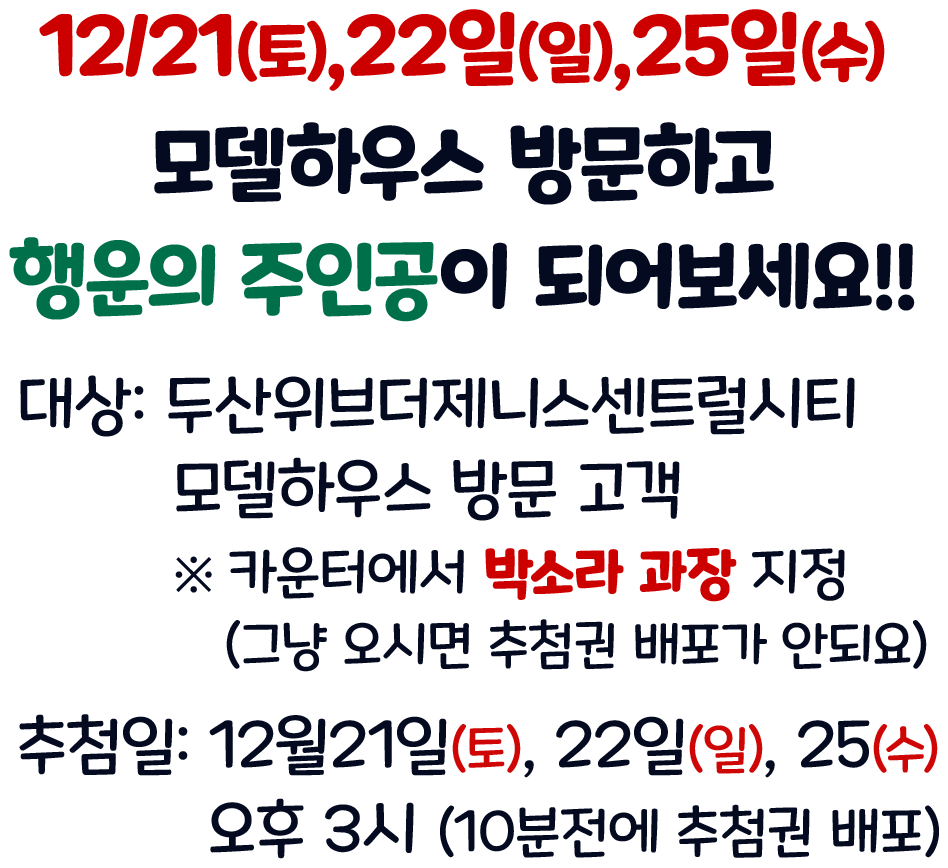 12/21(토),22일(일),25일(수)
모델하우스 방문하고
행운의 주인공이 되어보세요!!
대상: 두산위브더제니스센트럴시티
모델하우스 방문 고객
※ 카운터에서 박소라 과장 지정
(그냥 오시면 추첨권 배포가 안되요)
추첨일: 12월21일(토), 22일(일), 25(수)
오후 3시 (10분전에 추첨권 배포)